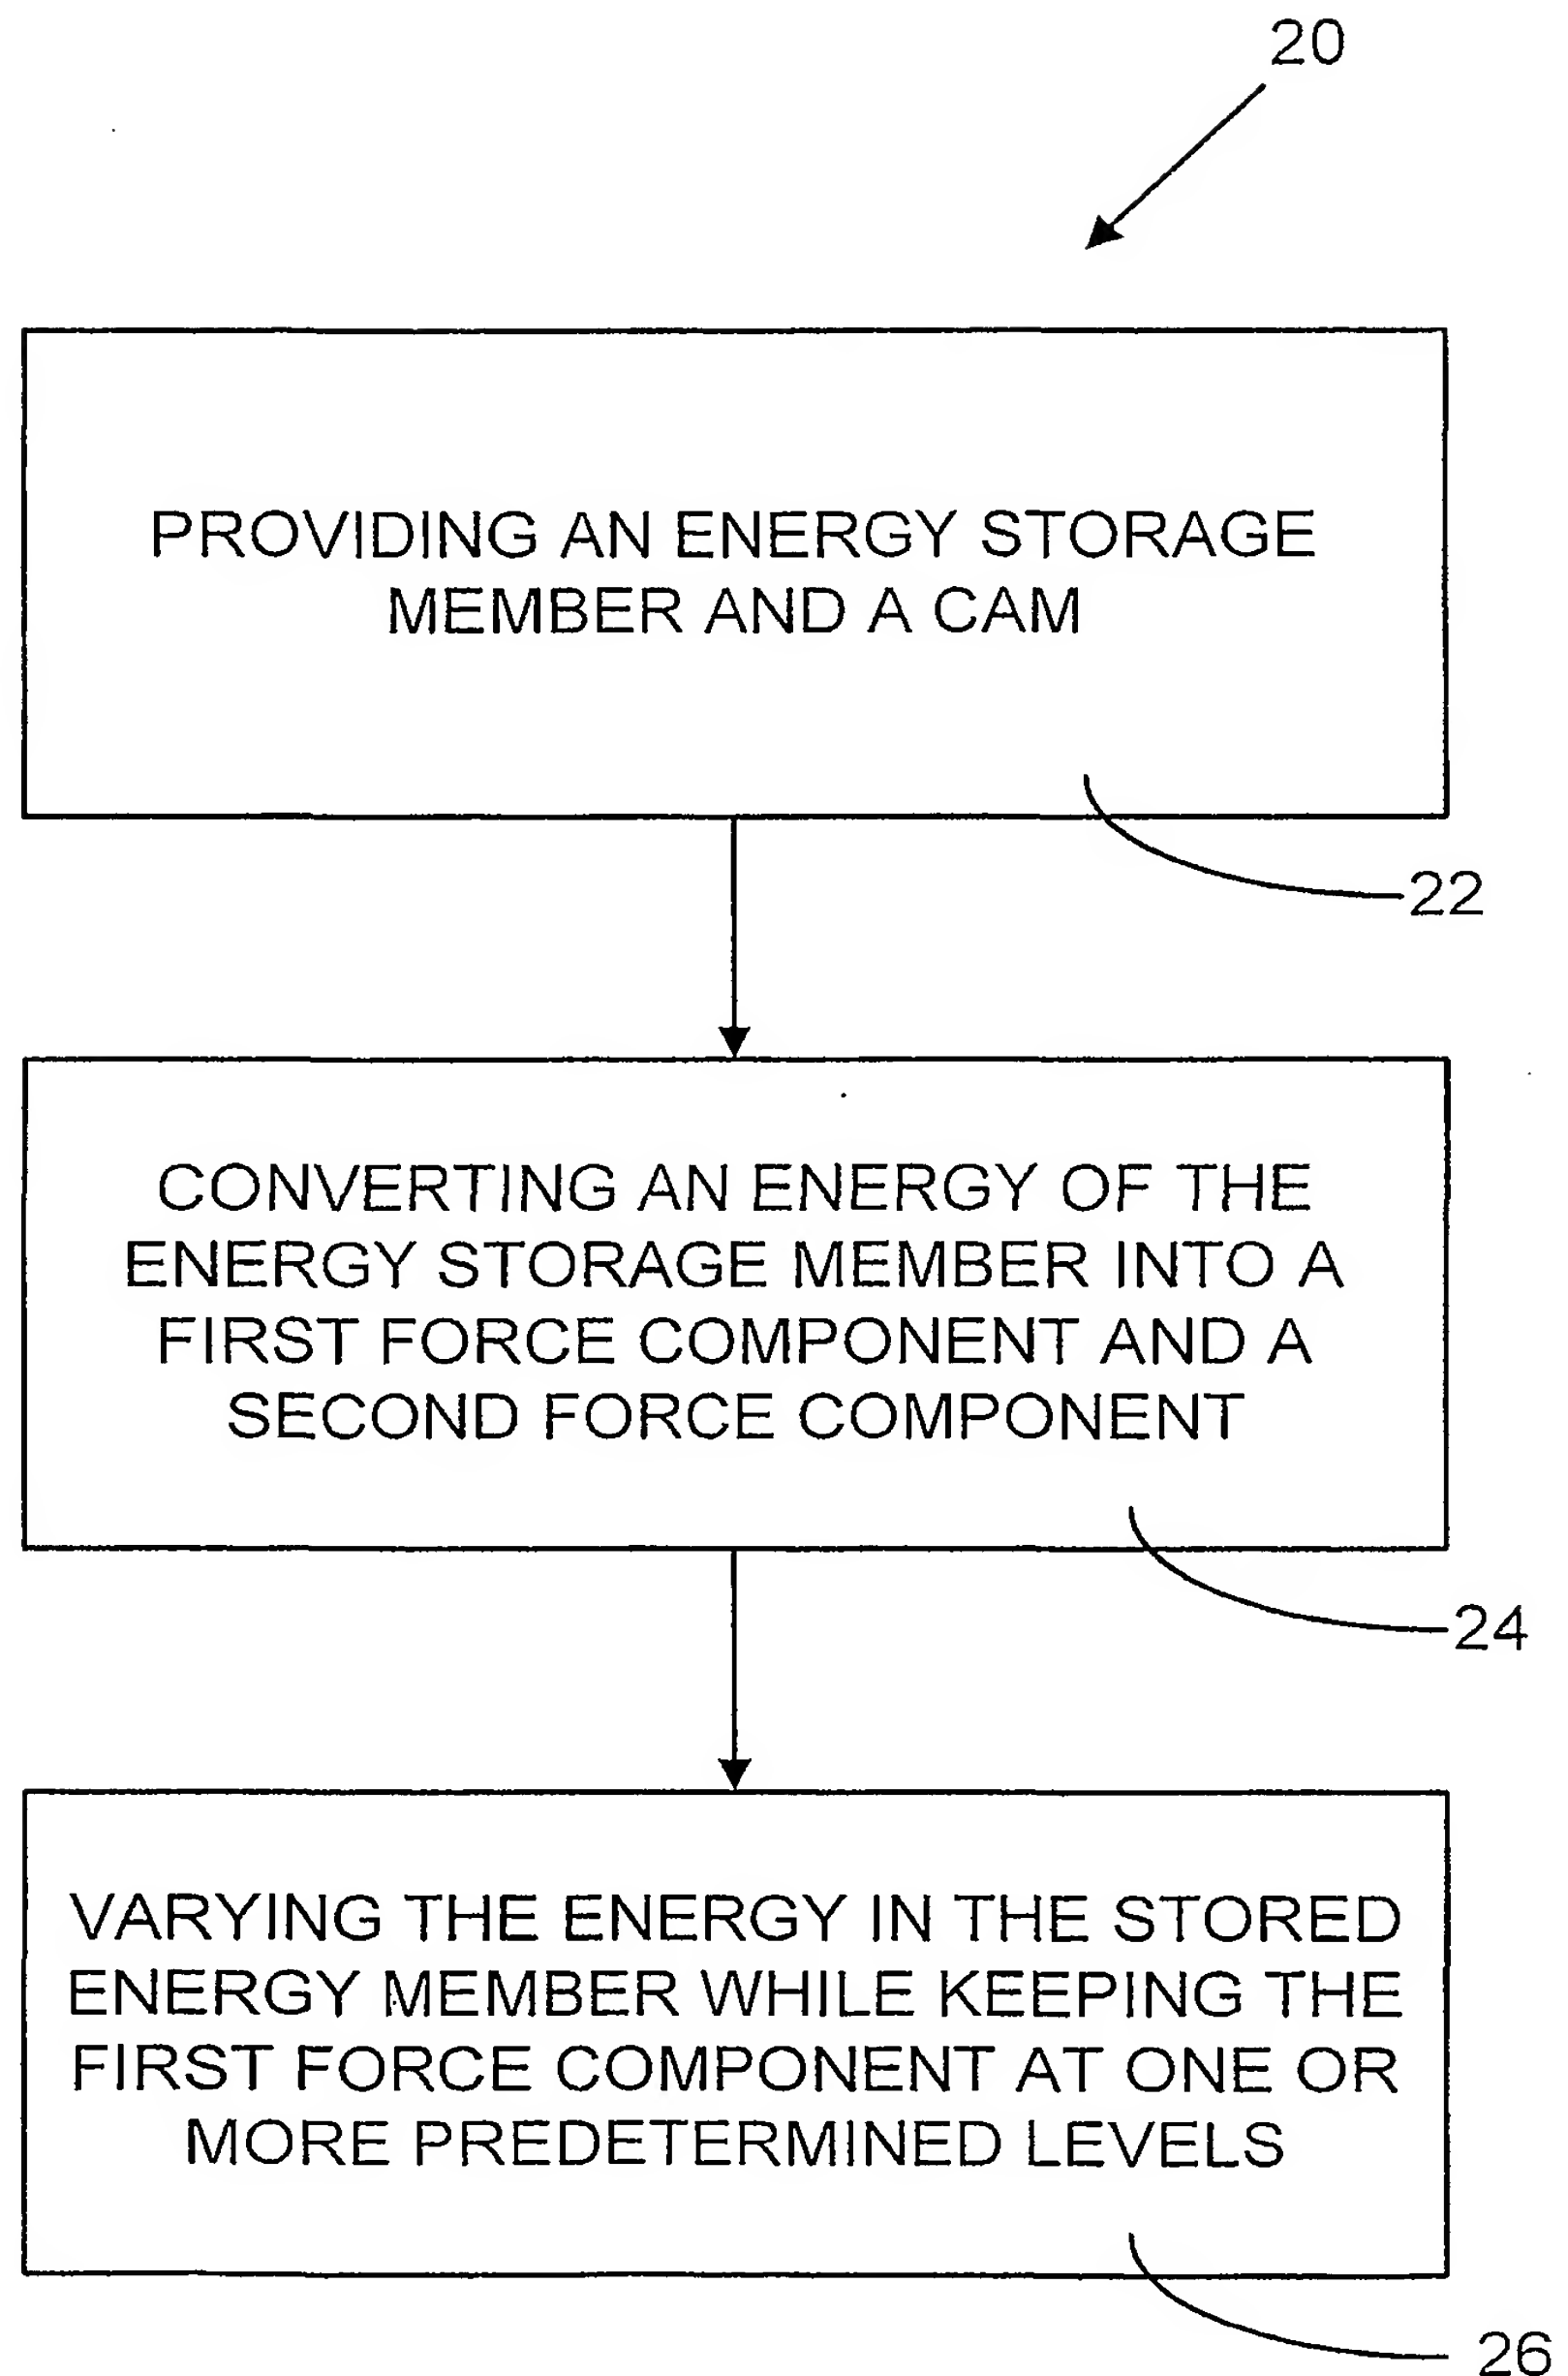 20
PROVIDING AN ENERGY STORAGE
MEMBER AND A CAM
22
CONVERTING AN ENERGY OF THE
ENERGY STORAGE MEMBER INTO A
FIRST FORCE COMPONENT AND A
SECOND FORCE COMPONENT
24
VARYING THE ENERGY IN THE STORED
ENERGY MEMBER WHILE KEEPING THE
FIRST FORCE COMPONENT AT ONE OR
MORE PREDETERMINED LEVELS
26